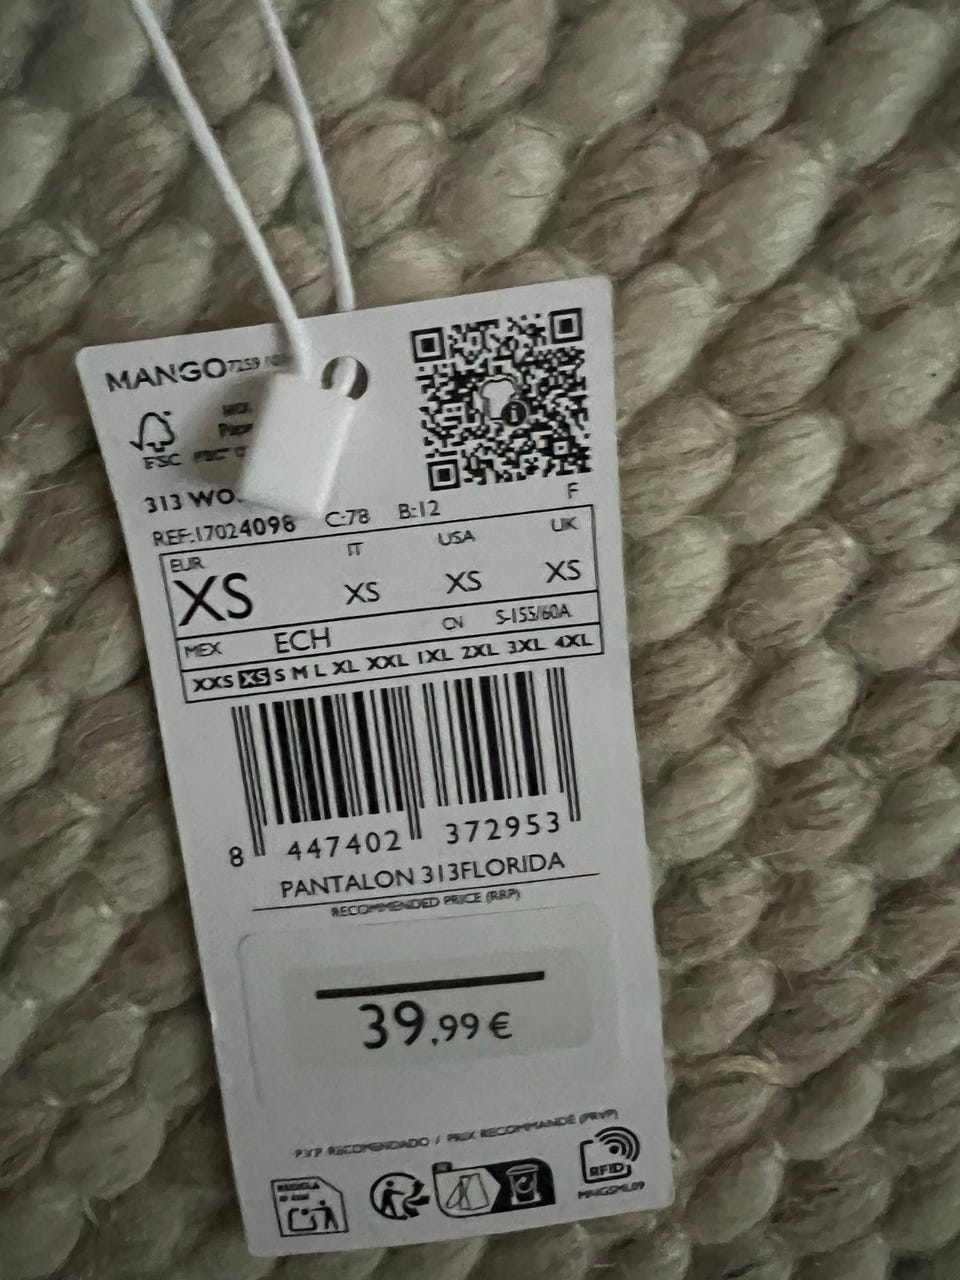 MANGO 7259
FSC
313 WO
REF:17024098 C:78 B:12 F
EUR IT USA UK
XS XS XS XS
MEX ECH CN S-155/60A
XXS XS S M L XL XXL 1XL 2XL 3XL 4XL
8 447402 372953
PANTALON 313FLORIDA
RECOMMENDED PRICE (RRP)
39,99 €
P.V.P RECOMENDADO / PRIX RECOMMANDÉ (PRVP)
RFID